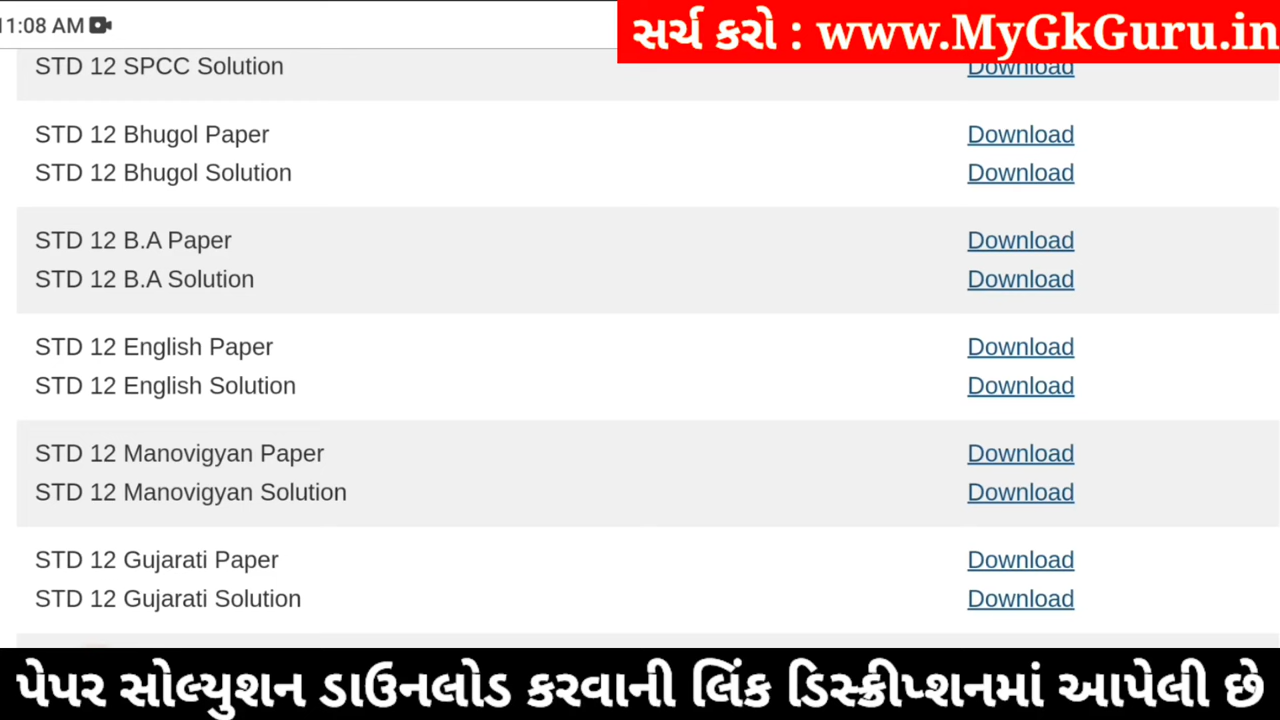 11:08 AM
સર્ચ કરો : www.MyGkGuru.in
STD 12 SPCC Solution Download
STD 12 Bhugol Paper Download
STD 12 Bhugol Solution Download
STD 12 B.A Paper Download
STD 12 B.A Solution Download
STD 12 English Paper Download
STD 12 English Solution Download
STD 12 Manovigyan Paper Download
STD 12 Manovigyan Solution Download
STD 12 Gujarati Paper Download
STD 12 Gujarati Solution Download
પેપર સોલ્યુશન ડાઉનલોડ કરવાની લિંક ડિસ્ક્રીપ્શનમાં આપેલી છે